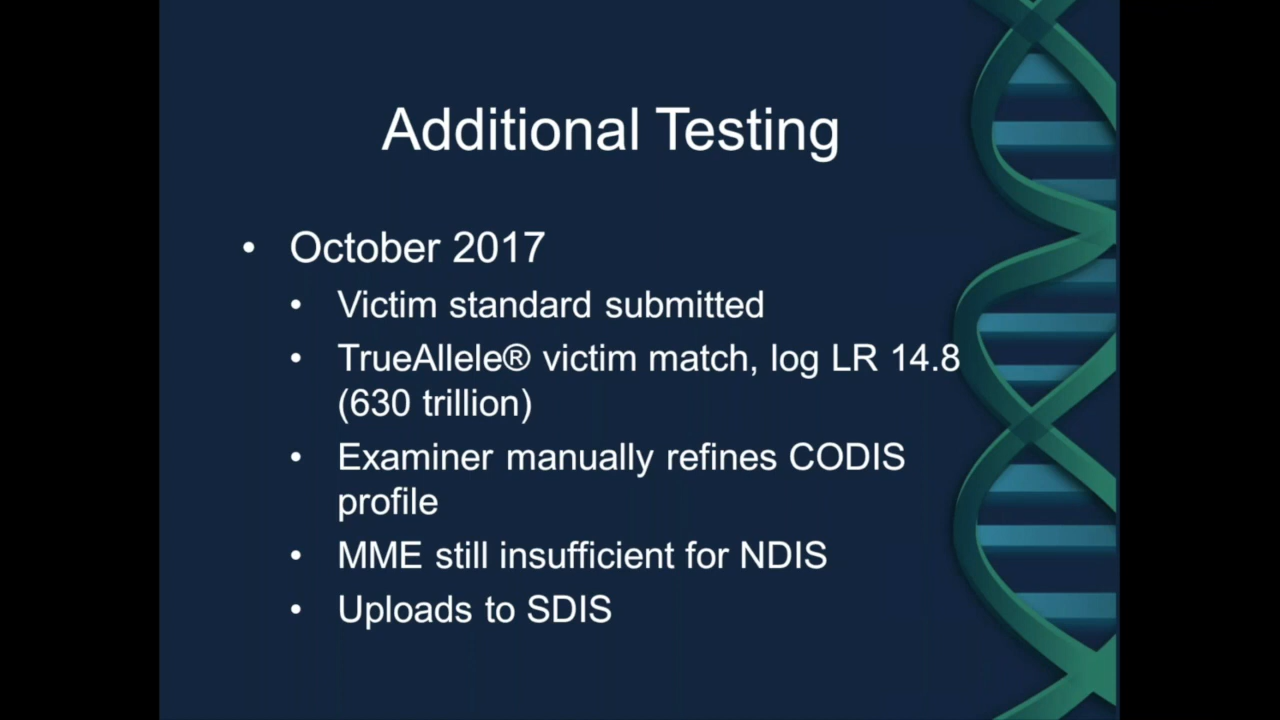 Additional Testing
• October 2017
• Victim standard submitted
• TrueAllele® victim match, log LR 14.8
(630 trillion)
• Examiner manually refines CODIS
profile
• MME still insufficient for NDIS
• Uploads to SDIS